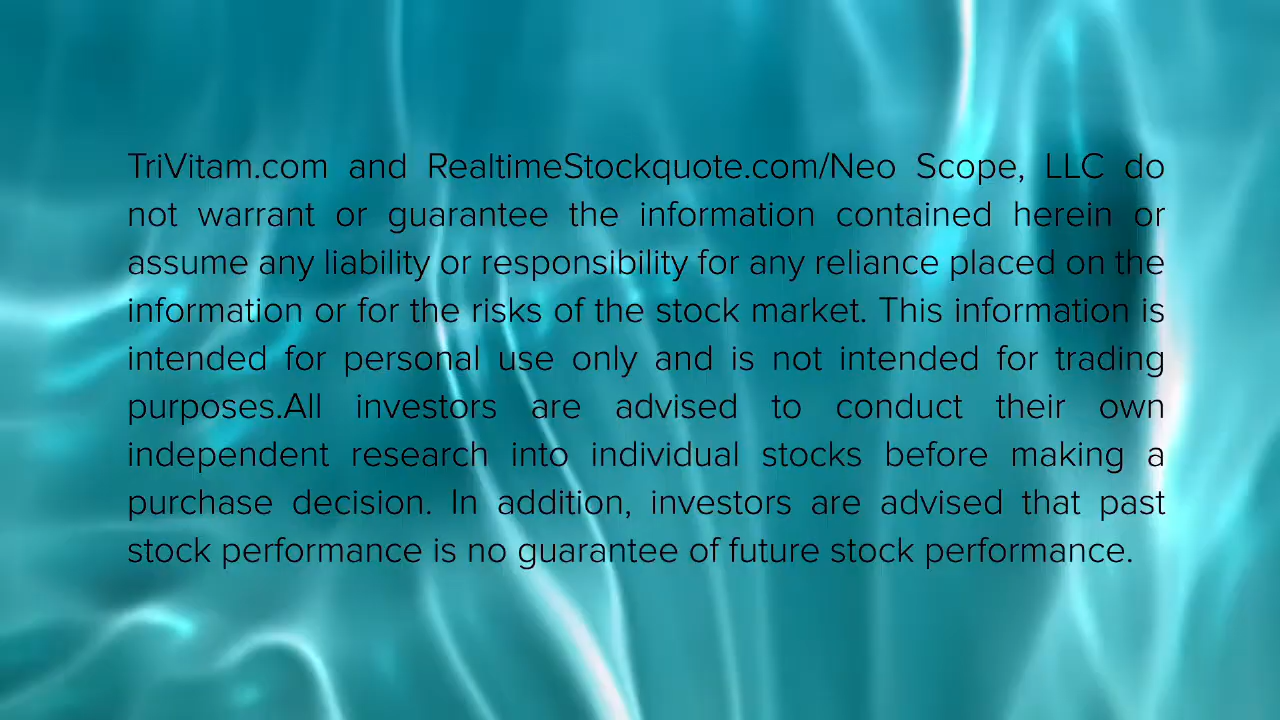 TriVitam.com and RealtimeStockquote.com/Neo Scope, LLC do
not warrant or guarantee the information contained herein or
assume any liability or responsibility for any reliance placed on the
information or for the risks of the stock market. This information is
intended for personal use only and is not intended for trading
purposes.All investors are advised to conduct their own
independent research into individual stocks before making a
purchase decision. In addition, investors are advised that past
stock performance is no guarantee of future stock performance.